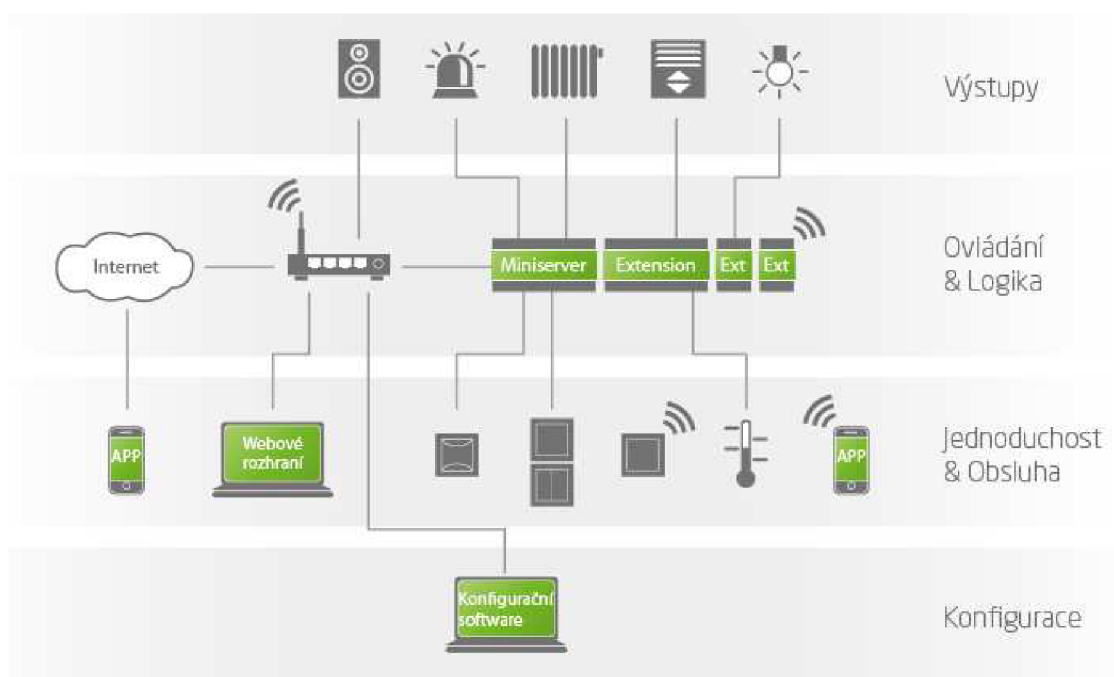 Výstupy
Internet
Miniserver
Extension
Ext
Ext
Ovládání
& Logika
APP
Webové
rozhraní
APP
Jednoduchost
& Obsluha
Konfigurační
software
Konfigurace